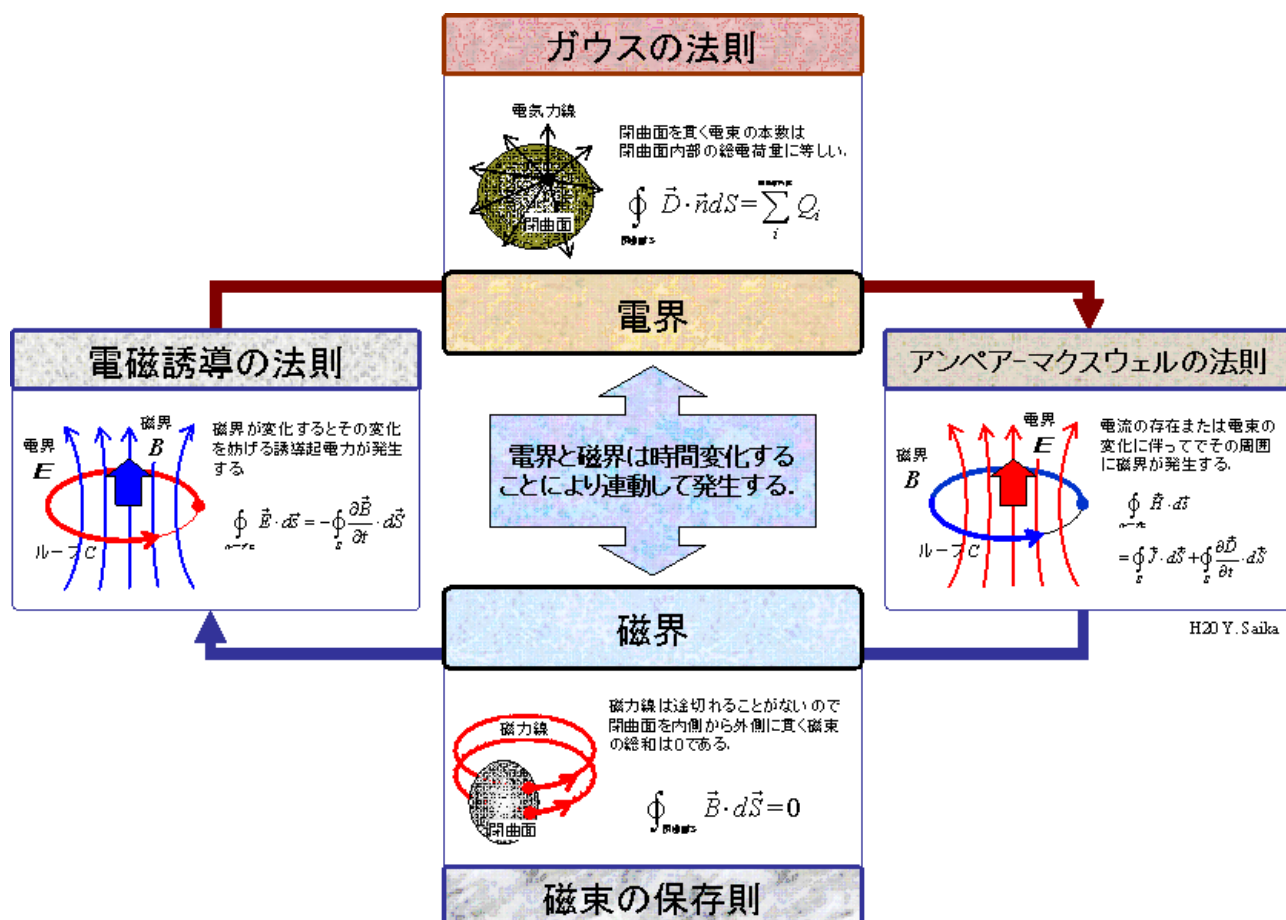 ガウスの法則
電気力線
閉曲面
閉曲面を貫く電束の本数は
閉曲面内部の総電荷量に等しい.
∮ D⃗·n⃗dS=∑Qᵢ
i
電界
電磁誘導の法則
電界
E
磁界
B
ループC
磁界が変化するとその変化
を妨げる誘導起電力が発生
する
∮ E⃗·ds⃗ = -∮ ∂B⃗/∂t·dS⃗
S
電界と磁界は時間変化する
ことにより連動して発生する.
アンペアーマクスウェルの法則
磁界
B
電界
E
ループC
電流の存在または電束の
変化に伴ってでその周囲
に磁界が発生する.
∮ H⃗·ds⃗
=∮ J⃗·dS⃗+∮ ∂D⃗/∂t·dS⃗
S S
H20 Y. Saika
磁界
磁力線
閉曲面
磁力線は途切れることがないので
閉曲面を内側から外側に貫く磁束
の総和は0である.
∮ B⃗·dS⃗=0
磁束の保存則